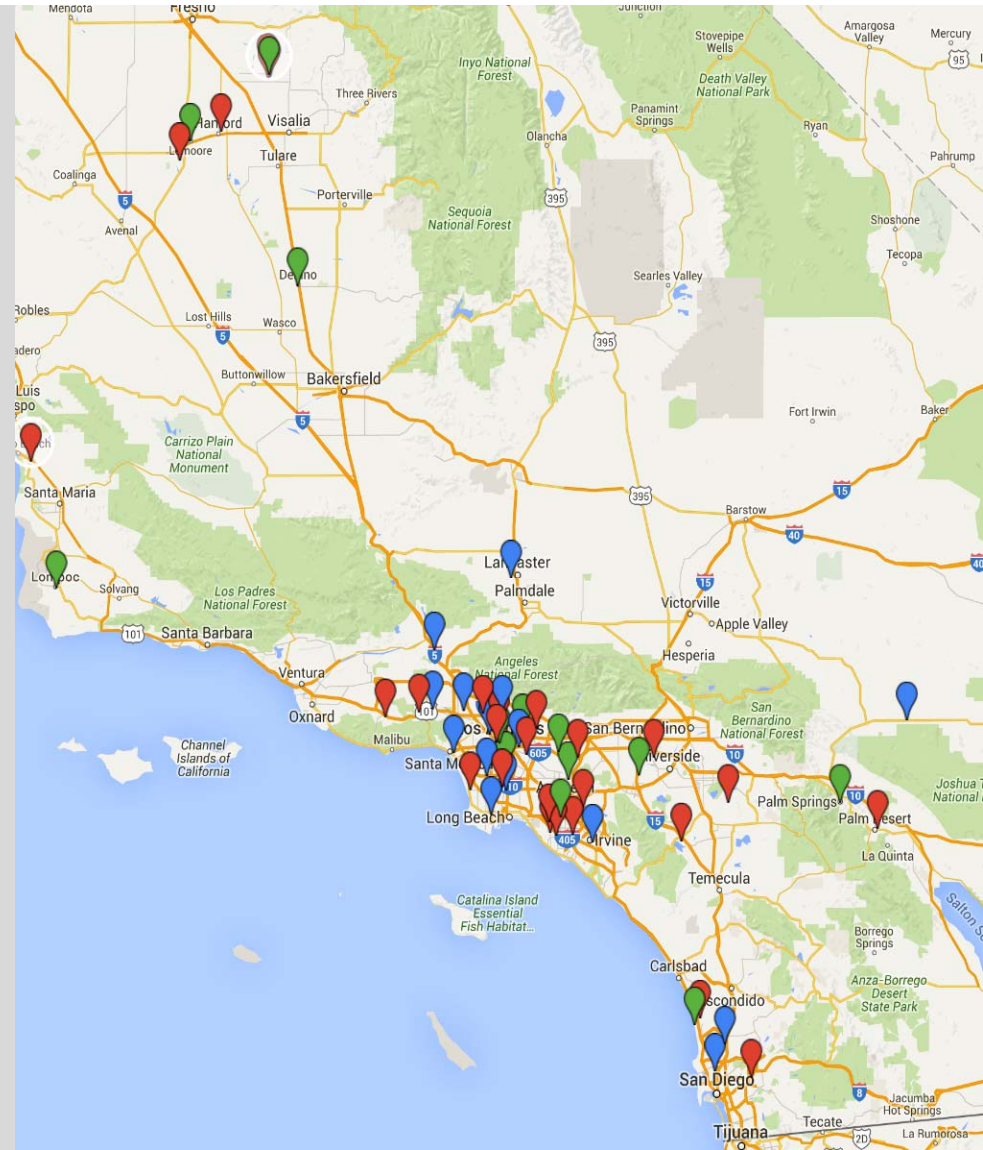 Mendota
Fresno
Junction
Amargosa
Valley
Mercury
95
Stovepipe
Wells
Inyo National
Forest
Death Valley
National Park
Three Rivers
Panamint
Springs
Hanford
Visalia
Olancha
Ryan
Lemoore
Tulare
Pahrump
Coalinga
5
Porterville
395
Avenal
Sequoia
National Forest
Shoshone
Tecopa
Delano
Searles Valley
Robles
Lost Hills
Wasco
5
395
adero
Buttonwillow
Bakersfield
Luis
spo
5
Fort Irwin
Baker
Carrizo Plain
National
Monument
Santa Maria
395
15
Barstow
40
40
Lompoc
Solvang
Los Padres
National Forest
Lancaster
Palmdale
15
Victorville
Apple Valley
101
Santa Barbara
5
Hesperia
Ventura
Angeles
National Forest
Oxnard
101
San
Bernardino
National Forest
Malibu
605
San Bernardino
10
Channel
Islands of
California
Santa M
Riverside
10
Joshua T
National
Palm Springs
Long Beach
15
Palm Desert
405
Irvine
La Quinta
Temecula
Catalina Island
Essential
Fish Habitat...
Salton S
Borrego
Springs
Carlsbad
Escondido
Anza-Borrego
Desert
State Park
San Diego
8
Jacumba
Hot Springs
Tecate
2D
La Rumorosa
Tijuana